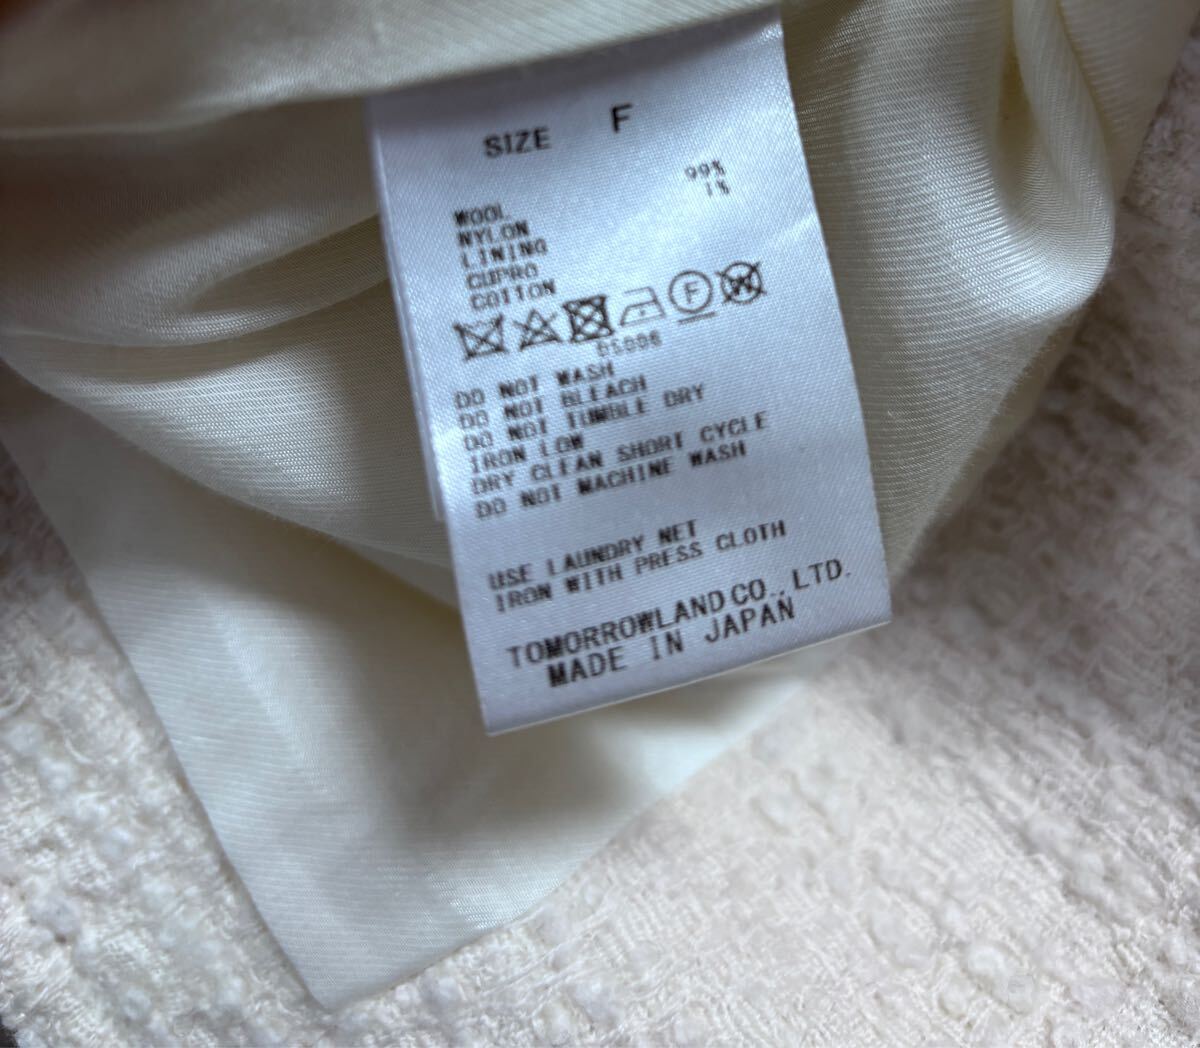 SIZE F
99%
1%
WOOL
NYLON
LINING
CUPRO
COTTON
F W
DS006
DO NOT WASH
DO NOT BLEACH
DO NOT TUMBLE DRY
IRON LOW
DRY CLEAN SHORT CYCLE
DO NOT MACHINE WASH
USE LAUNDRY NET
IRON WITH PRESS CLOTH
TOMORROWLAND CO., LTD.
MADE IN JAPAN